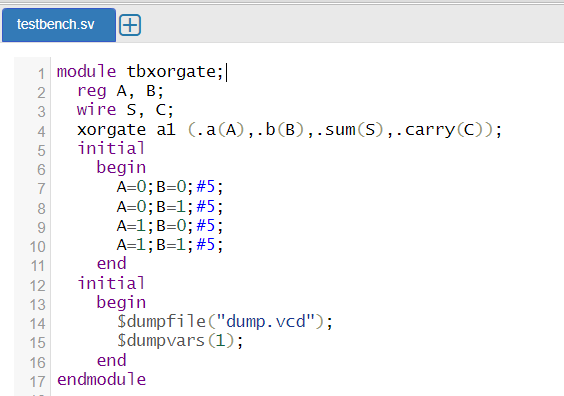 testbench.sv
1 module tbxorgate;
2 reg A, B;
3 wire S, C;
4 xorgate a1 (.a(A),.b(B),.sum(S),.carry(C));
5 initial
6 begin
7 A=0;B=0;#5;
8 A=0;B=1;#5;
9 A=1;B=0;#5;
10 A=1;B=1;#5;
11 end
12 initial
13 begin
14 $dumpfile("dump.vcd");
15 $dumpvars(1);
16 end
17 endmodule